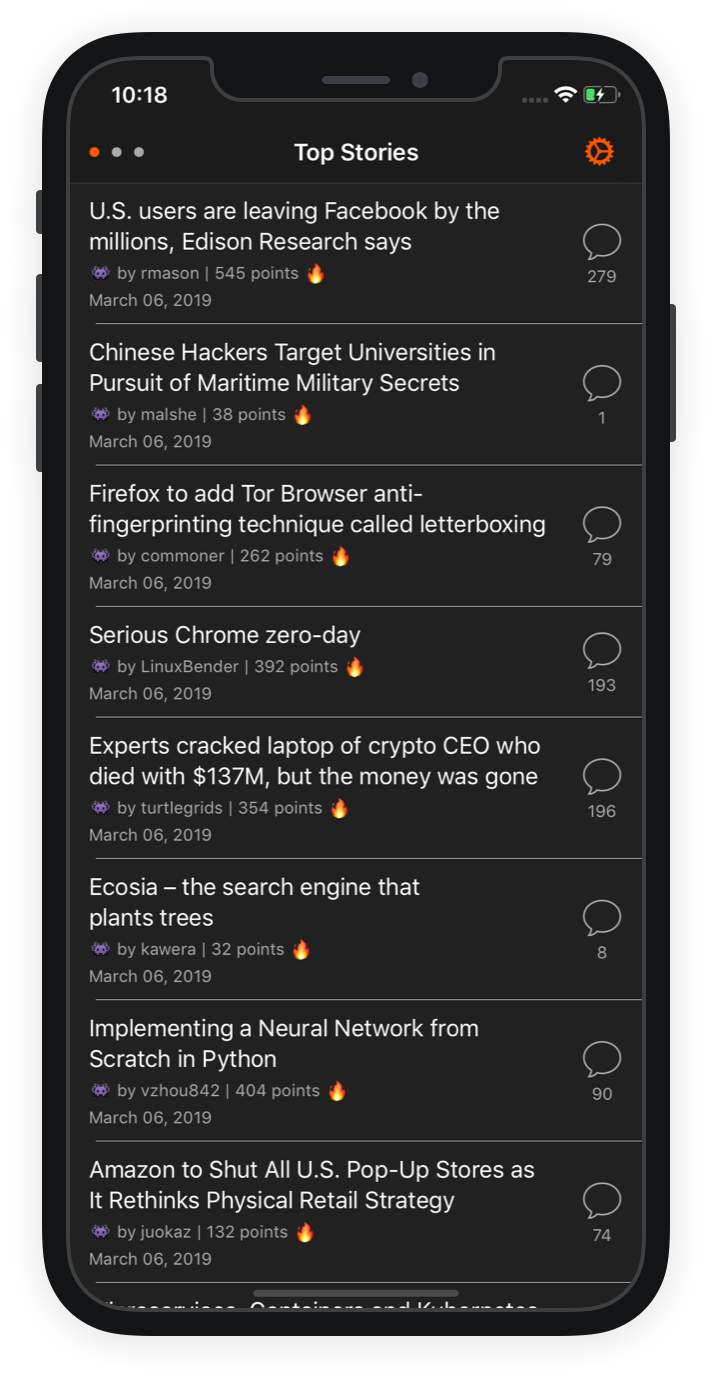 10:18
Top Stories
U.S. users are leaving Facebook by the
millions, Edison Research says
by rmason | 545 points
279
March 06, 2019
Chinese Hackers Target Universities in
Pursuit of Maritime Military Secrets
by malshe | 38 points
1
March 06, 2019
Firefox to add Tor Browser anti-
fingerprinting technique called letterboxing
by commoner | 262 points
79
March 06, 2019
Serious Chrome zero-day
by LinuxBender | 392 points
193
March 06, 2019
Experts cracked laptop of crypto CEO who
died with $137M, but the money was gone
by turtlegrids | 354 points
196
March 06, 2019
Ecosia – the search engine that
plants trees
by kawera | 32 points
8
March 06, 2019
Implementing a Neural Network from
Scratch in Python
by vzhou842 | 404 points
90
March 06, 2019
Amazon to Shut All U.S. Pop-Up Stores as
It Rethinks Physical Retail Strategy
by juokaz | 132 points
74
March 06, 2019
Microservices, Containers and Kubernetes